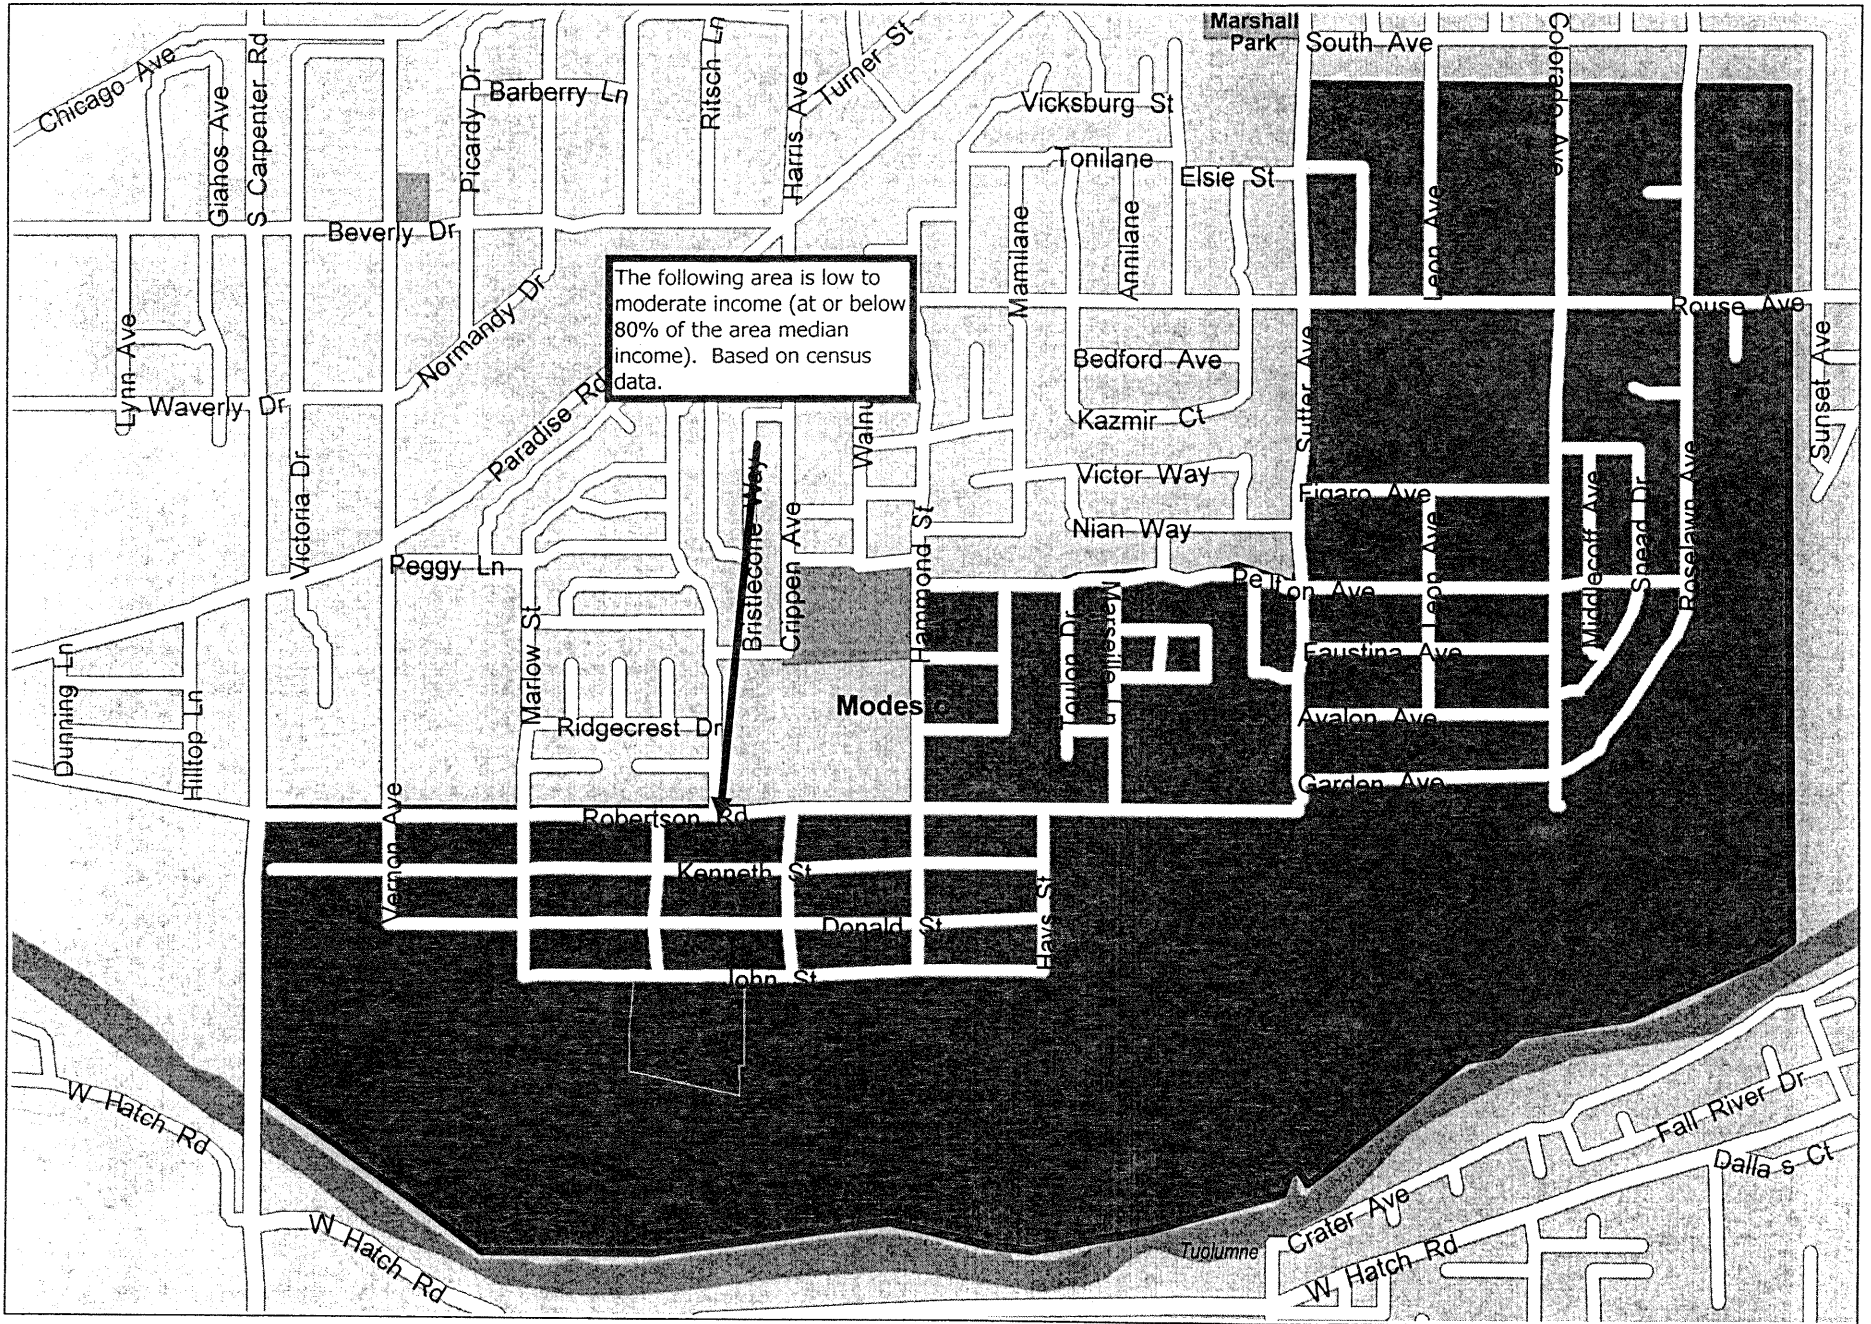 Marshall
Park
South Ave
Colorado Ave
Chicago Ave
Glanos Ave
S Carpenter Rd
Picardy Dr
Barberry Ln
Ritsch Ln
Harris Ave
Turner St
Vicksburg St
Tonilane
Elsie St
Leon Ave
Beverly Dr
Mamilane
Annilane
The following area is low to
moderate income (at or below
80% of the area median
income). Based on census
data.
Rouse Ave
Normandy Dr
Lynn Ave
Waverly Dr
Paradise Rd
Bedford Ave
Kazmir Ct
Sutter Ave
Sunset Ave
Victor Way
Figaro Ave
Victoria Dr
Bristlecone Way
Crippen Ave
Hammond St
Nian Way
Leon Ave
Middlecoff Ave
Snead Dr
Roselawn Ave
Peggy Ln
Pelton Ave
Marlow St
Toulon Dr
Marseille Ln
Faustina Ave
Dunning Ln
Hilltop Ln
Modesto
Ridgecrest Dr
Avalon Ave
Garden Ave
Vernon Ave
Robertson Rd
Kenneth St
Donald St
Hays St
John St
W Hatch Rd
W Hatch Rd
Fall River Dr
Dalla s Ct
Crater Ave
Tuolumne
W Hatch Rd